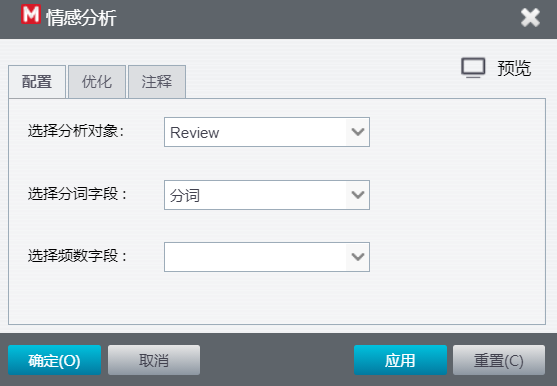 M 情感分析
预览
配置 优化 注释
选择分析对象： Review
选择分词字段： 分词
选择频数字段：
确定(O) 取消 应用 重置(C)